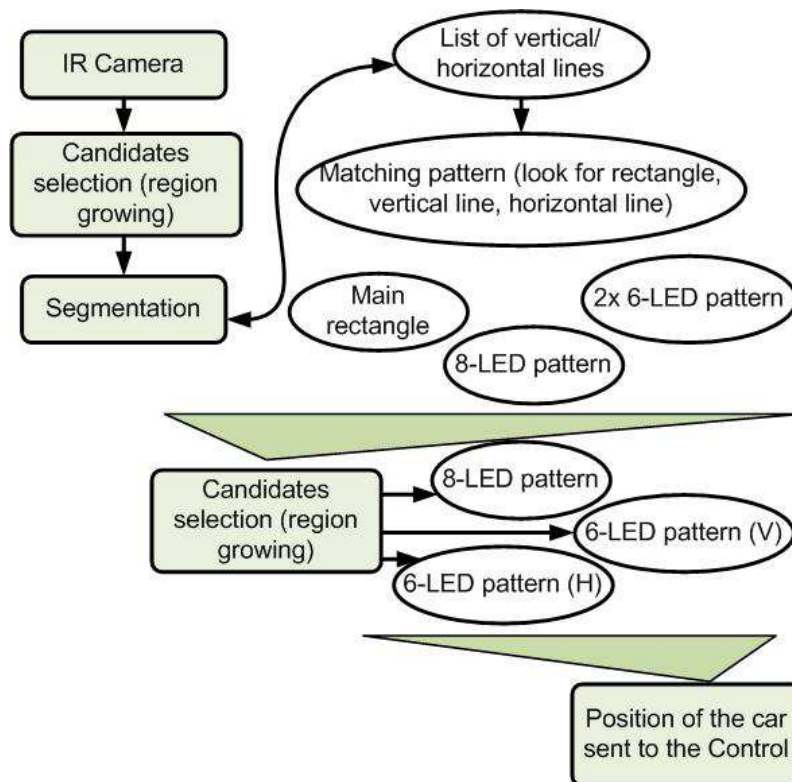 IR Camera
Candidates
selection (region
growing)
Segmentation
List of vertical/
horizontal lines
Matching pattern (look for rectangle,
vertical line, horizontal line)
Main
rectangle
2x 6-LED pattern
8-LED pattern
Candidates
selection (region
growing)
8-LED pattern
6-LED pattern (V)
6-LED pattern (H)
Position of the car
sent to the Control